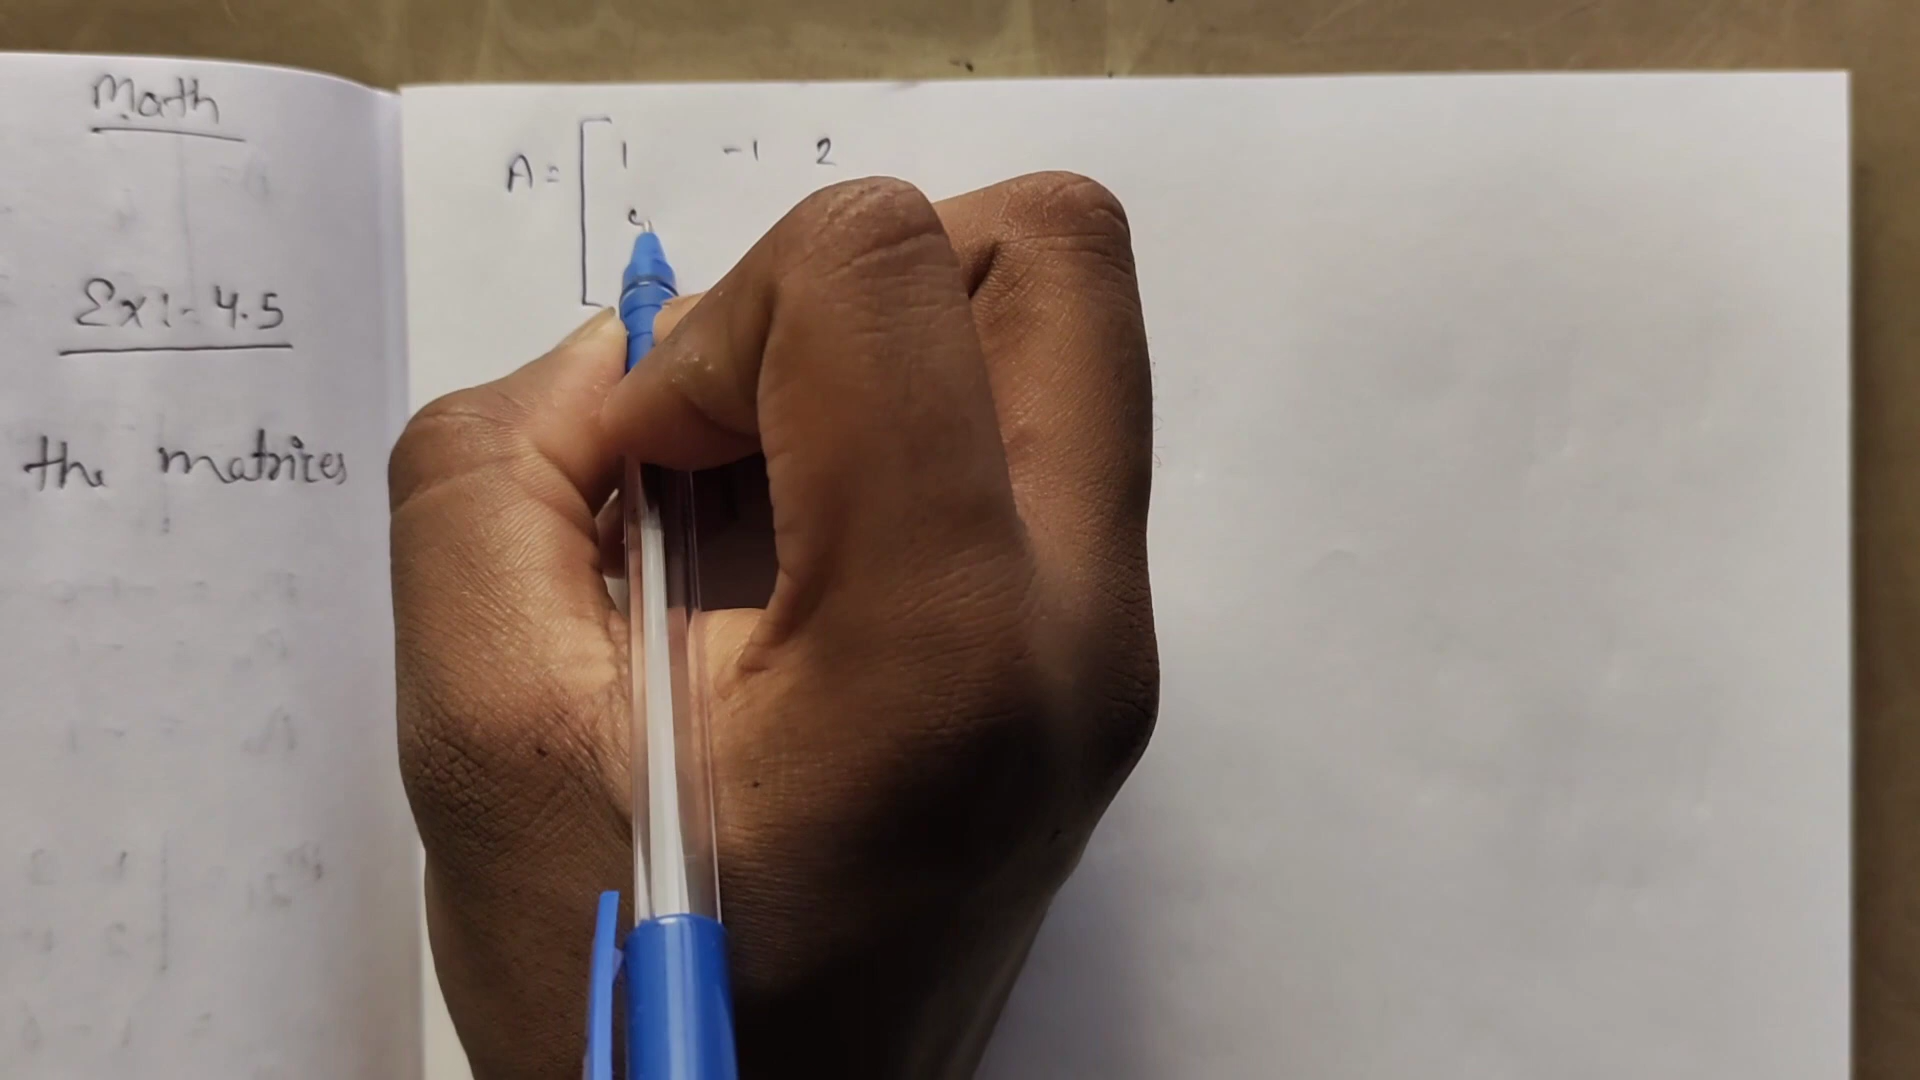 Math
Ex:- 4.5
the matrices
A = [ 1 -1 2